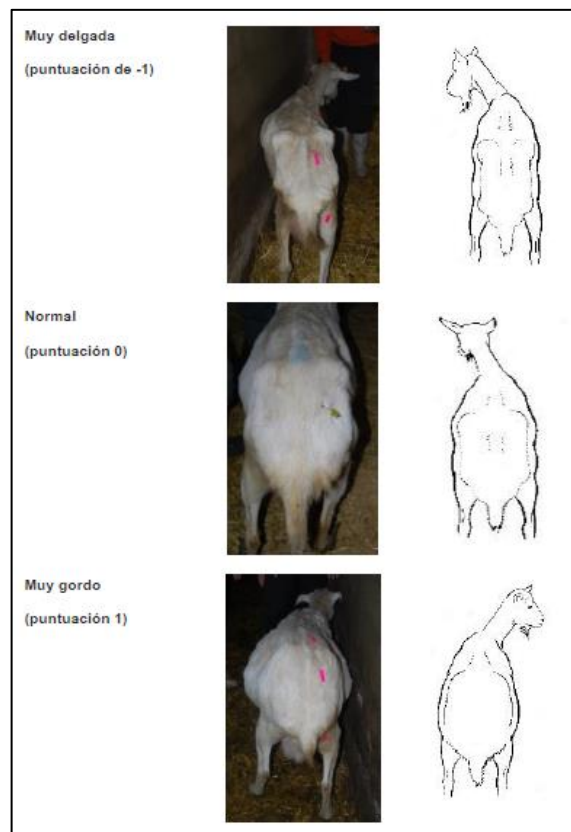 Muy delgada
(puntuación de -1)
Normal
(puntuación 0)
Muy gordo
(puntuación 1)